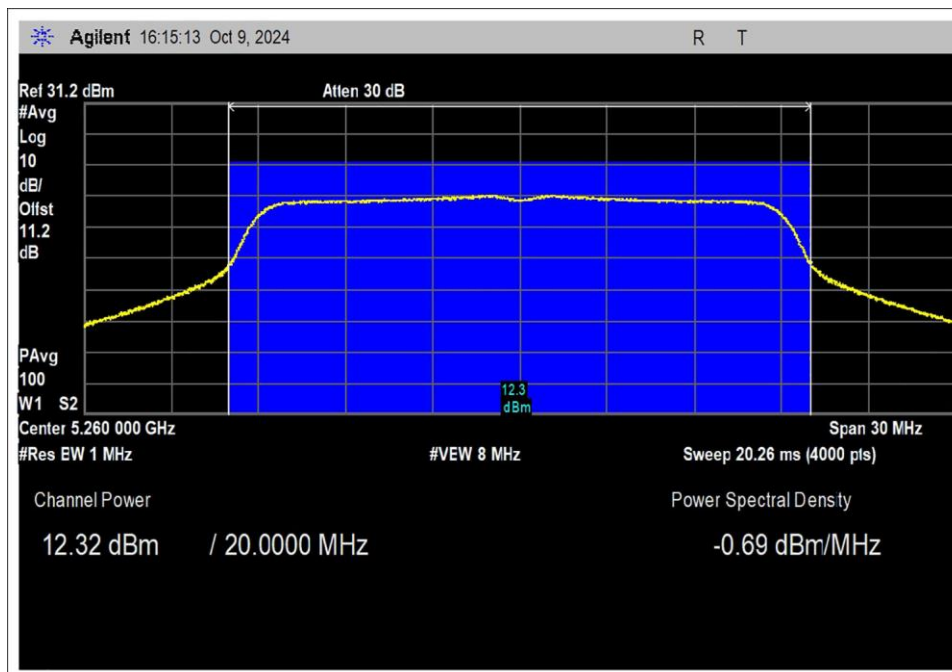 Agilent 16:15:13 Oct 9, 2024 R T
Ref 31.2 dBm Atten 30 dB
#Avg
Log
10
dB/
Offst
11.2
dB
PAvg
100
W1 S2
12.3
dBm
Center 5.260 000 GHz Span 30 MHz
#Res BW 1 MHz #VBW 8 MHz Sweep 20.26 ms (4000 pts)
Channel Power Power Spectral Density
12.32 dBm / 20.0000 MHz -0.69 dBm/MHz